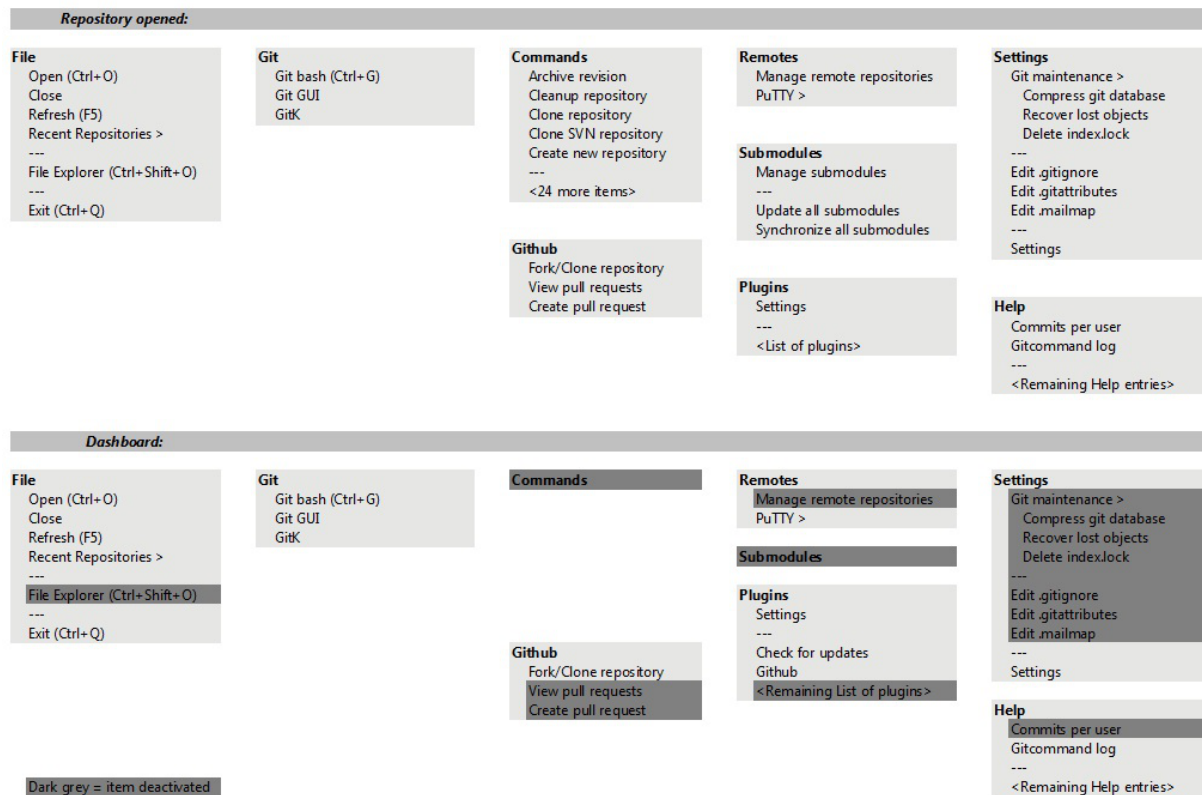 Repository opened:
File
Open (Ctrl+O)
Close
Refresh (F5)
Recent Repositories >
---
File Explorer (Ctrl+Shift+O)
---
Exit (Ctrl+Q)
Git
Git bash (Ctrl+G)
Git GUI
GitK
Commands
Archive revision
Cleanup repository
Clone repository
Clone SVN repository
Create new repository
---
<24 more items>
Github
Fork/Clone repository
View pull requests
Create pull request
Remotes
Manage remote repositories
PuTTY >
Submodules
Manage submodules
---
Update all submodules
Synchronize all submodules
Plugins
Settings
---
<List of plugins>
Settings
Git maintenance >
Compress git database
Recover lost objects
Delete index.lock
---
Edit .gitignore
Edit .gitattributes
Edit .mailmap
---
Settings
Help
Commits per user
Gitcommand log
---
<Remaining Help entries>
Dashboard:
File
Open (Ctrl+O)
Close
Refresh (F5)
Recent Repositories >
---
File Explorer (Ctrl+Shift+O)
---
Exit (Ctrl+Q)
Git
Git bash (Ctrl+G)
Git GUI
GitK
Commands
Github
Fork/Clone repository
View pull requests
Create pull request
Remotes
Manage remote repositories
PuTTY >
Submodules
Plugins
Settings
---
Check for updates
Github
<Remaining List of plugins>
Settings
Git maintenance >
Compress git database
Recover lost objects
Delete index.lock
---
Edit .gitignore
Edit .gitattributes
Edit .mailmap
---
Settings
Help
Commits per user
Gitcommand log
---
<Remaining Help entries>
Dark grey = item deactivated